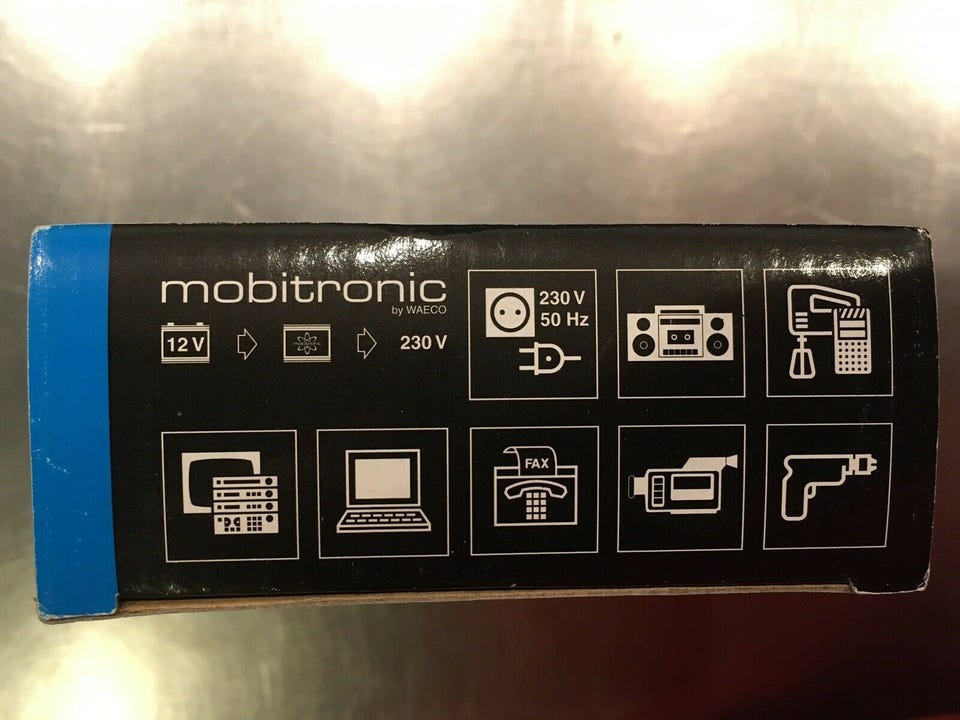 mobitronic
by WAECO
12 V
230 V
230 V
50 Hz
FAX